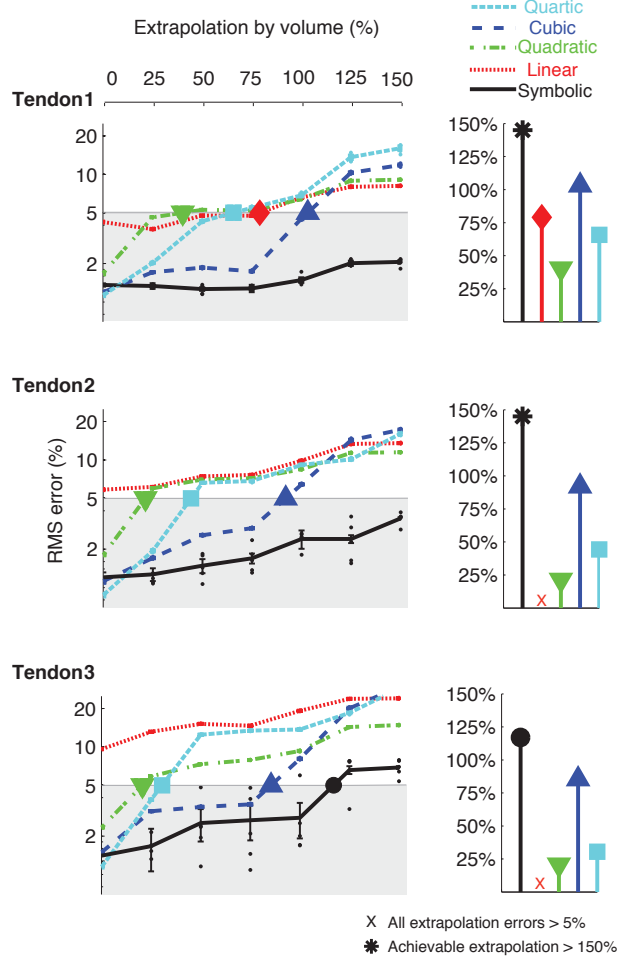 Extrapolation by volume (%)
Quartic
Cubic
Quadratic
Linear
Symbolic
0 25 50 75 100 125 150
Tendon1
20
10
5
2
150%
100%
75%
50%
25%
Tendon2
RMS error (%)
20
10
5
2
150%
125%
100%
75%
50%
25%
Tendon3
20
10
5
2
150%
125%
100%
75%
50%
25%
X
X
X All extrapolation errors > 5%
Achievable extrapolation > 150%